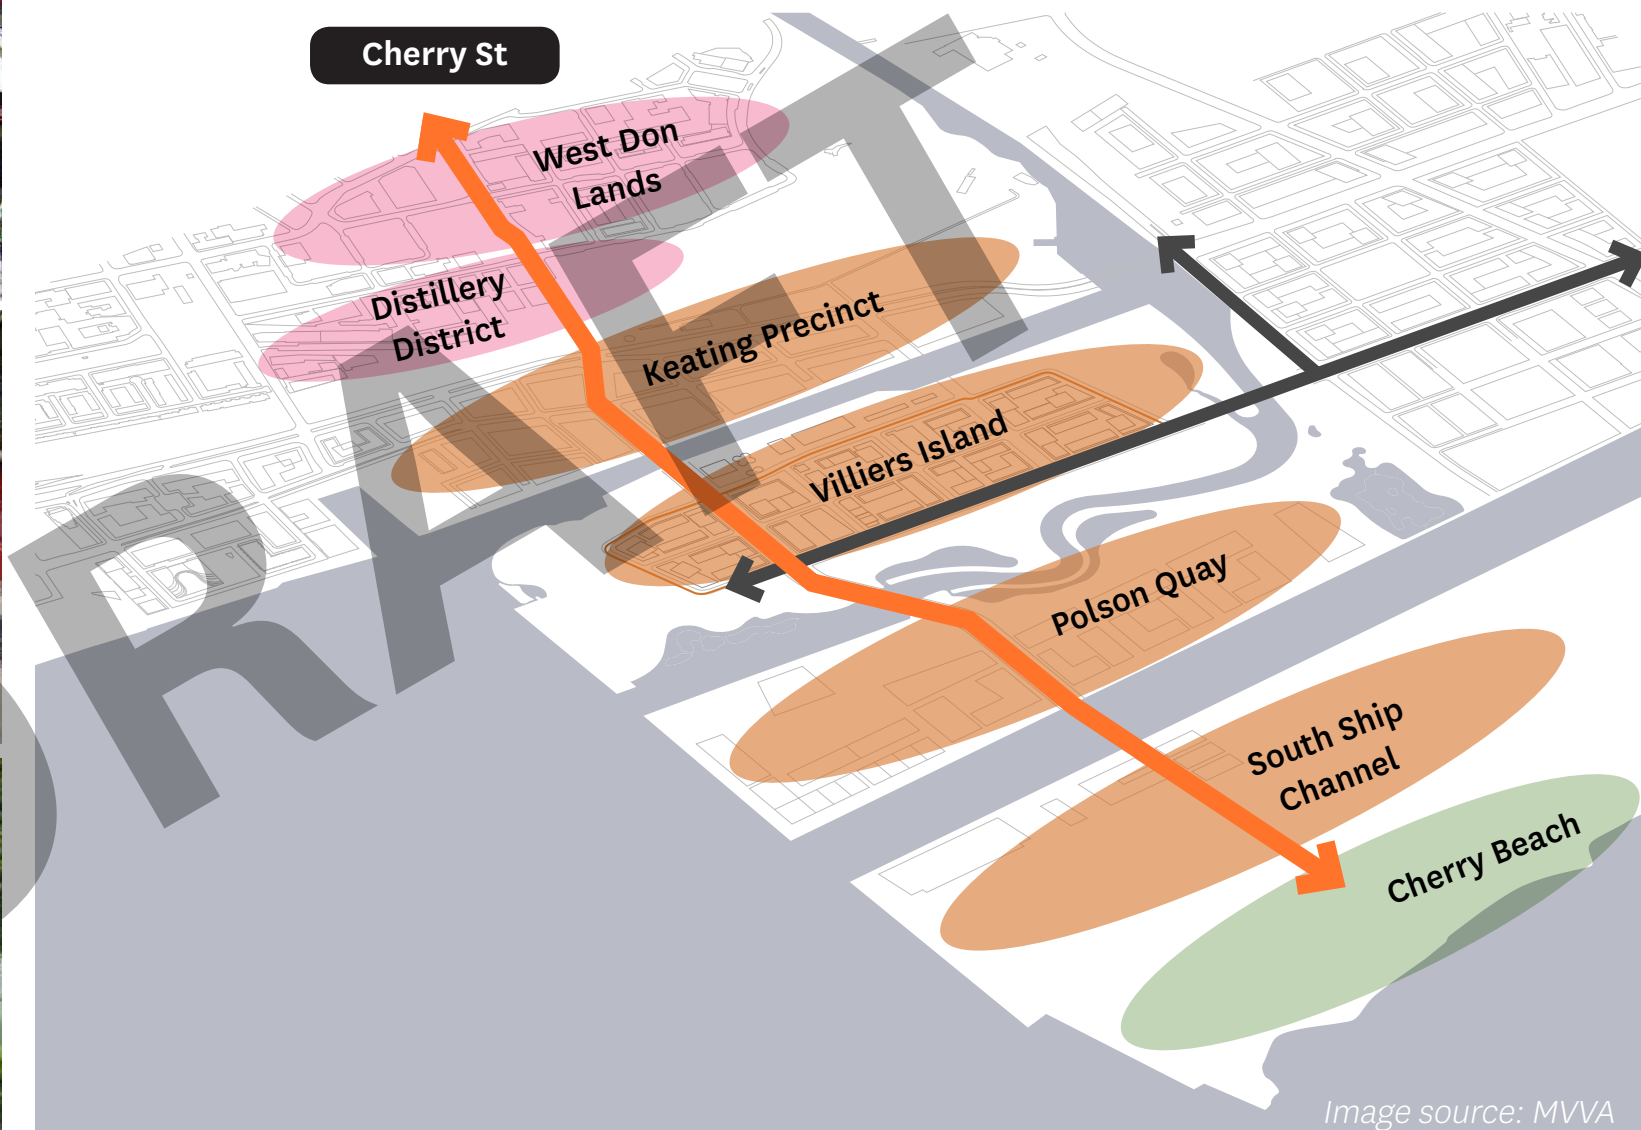 Cherry St
West Don
Lands
Distillery
District
Keating Precinct
Villiers Island
Polson Quay
South Ship
Channel
Cherry Beach
DRAFT
Image source: MVVA